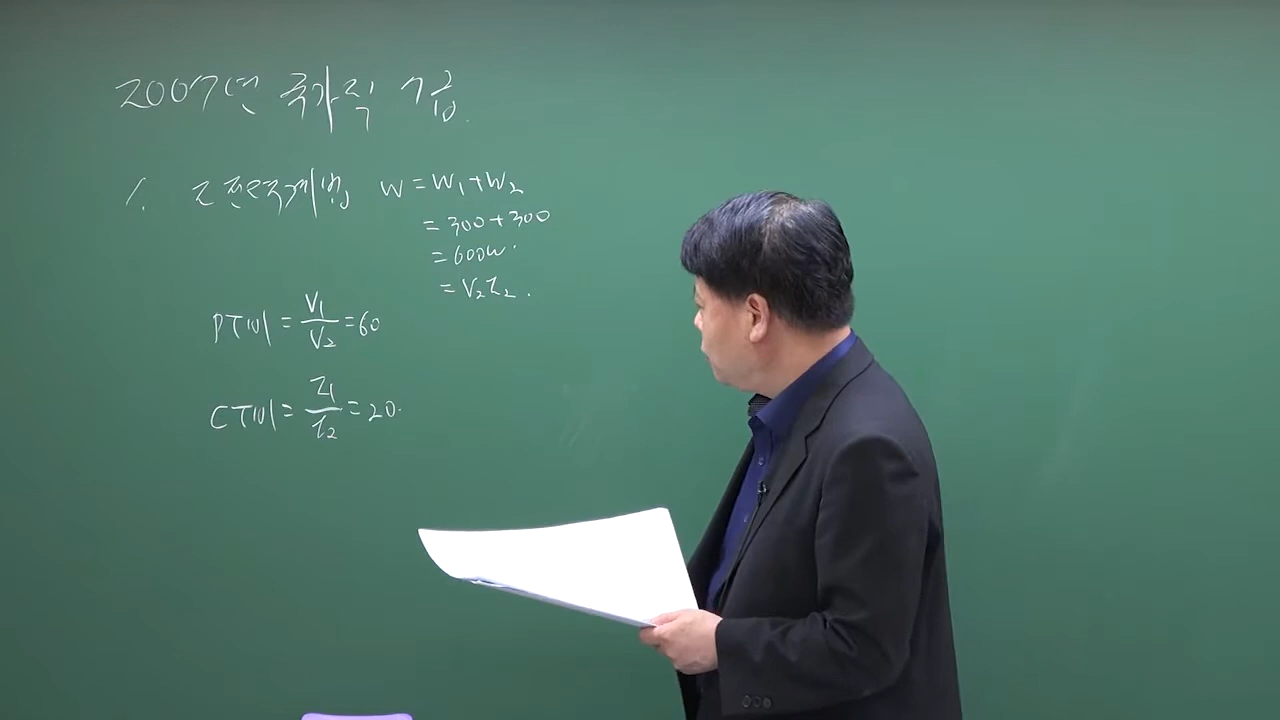 2007년 국가직 7급
1. 2전력계법 W = W₁+W₂
= 300+300
= 600W.
= V₂I₂.
PT비 = V₁/V₂ = 60
CT비 = I₁/I₂ = 20.